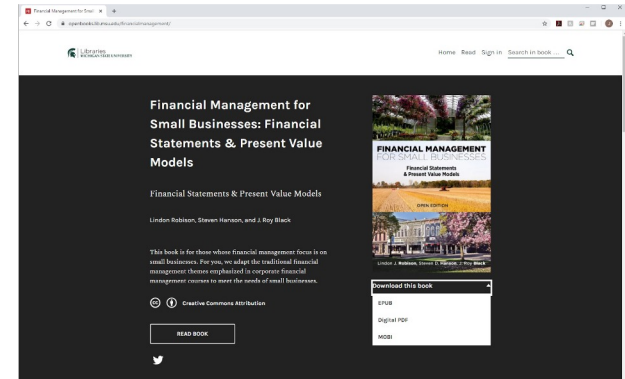 Financial Management for Small
openbooks.lib.msu.edu/financialmanagement/
Libraries
MICHIGAN STATE UNIVERSITY
Home Read Sign in Search in book ...
Financial Management for
Small Businesses: Financial
Statements & Present Value
Models
Financial Statements & Present Value Models
Lindon Robison, Steven Hanson, and J. Roy Black
This book is for those whose financial management focus is on
small businesses. For you, we adapt the traditional financial
management themes emphasized in corporate financial
management courses to meet the needs of small businesses.
Creative Commons Attribution
READ BOOK
FINANCIAL MANAGEMENT
FOR SMALL BUSINESSES
Financial Statements
& Present Value Models
OPEN EDITION
Lindon J. Robison, Steven D. Hanson, J. Roy Black
Download this book
EPUB
Digital PDF
MOBI